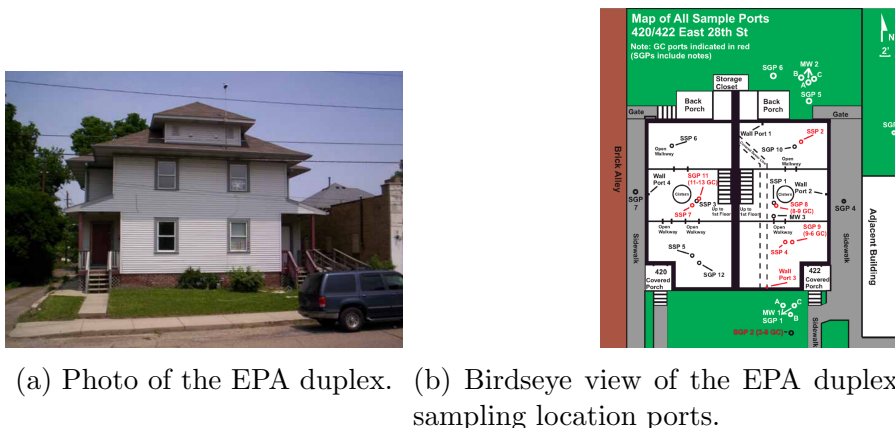 Map of All Sample Ports
420/422 East 28th St
Note: GC ports indicated in red
(SGPs include notes)
N
2'
SGP 6
MW 2
B
C
A
SGP 5
Storage
Closet
Back
Porch
Back
Porch
Gate
Gate
Wall Port 1
SSP 6
SSP 2
SGP 10
Open
Walkway
Open
Walkway
Brick Alley
Wall
Port 4
SGP 11
(11-13 GC)
SSP 3
SSP 7
Cistern
SSP 1
Cistern
Wall
Port 2
SGP 8
(8-9 GC)
MW 3
Up to
1st Floor
Up to
1st Floor
SGP
7
SGP 4
SGP
Open
Walkway
Open
Walkway
Open
Walkway
SGP 9
(9-6 GC)
SSP 4
SSP 5
SGP 12
Sidewalk
Sidewalk
Adjacent Building
420
Covered
Porch
Wall
Port 3
422
Covered
Porch
A
C
MW 1
B
SGP 1
Sidewalk
(a) Photo of the EPA duplex.
(b) Birdseye view of the EPA duplex
sampling location ports.